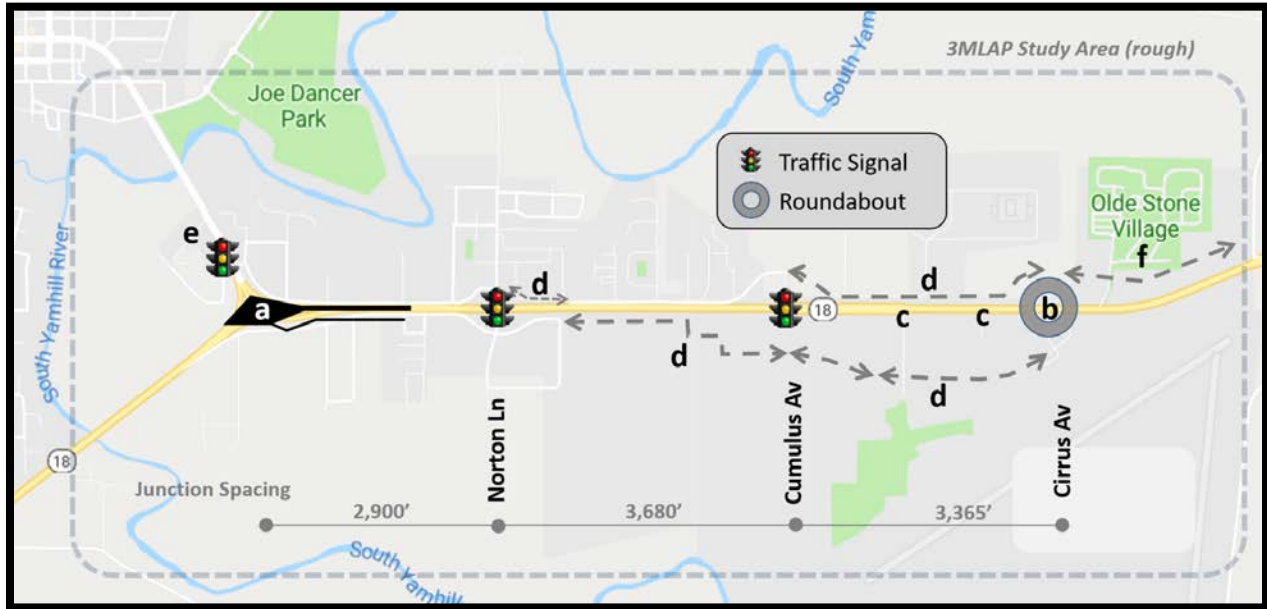 3MLAP Study Area (rough)
Joe Dancer
Park
South Yam
Traffic Signal
Roundabout
Olde Stone
Village
e
f
d
d
a
18
b
c
c
South Yamhill River
d
d
Norton Ln
Cumulus Av
Cirrus Av
18
Junction Spacing
2,900'
3,680'
3,365'
South Yamhill